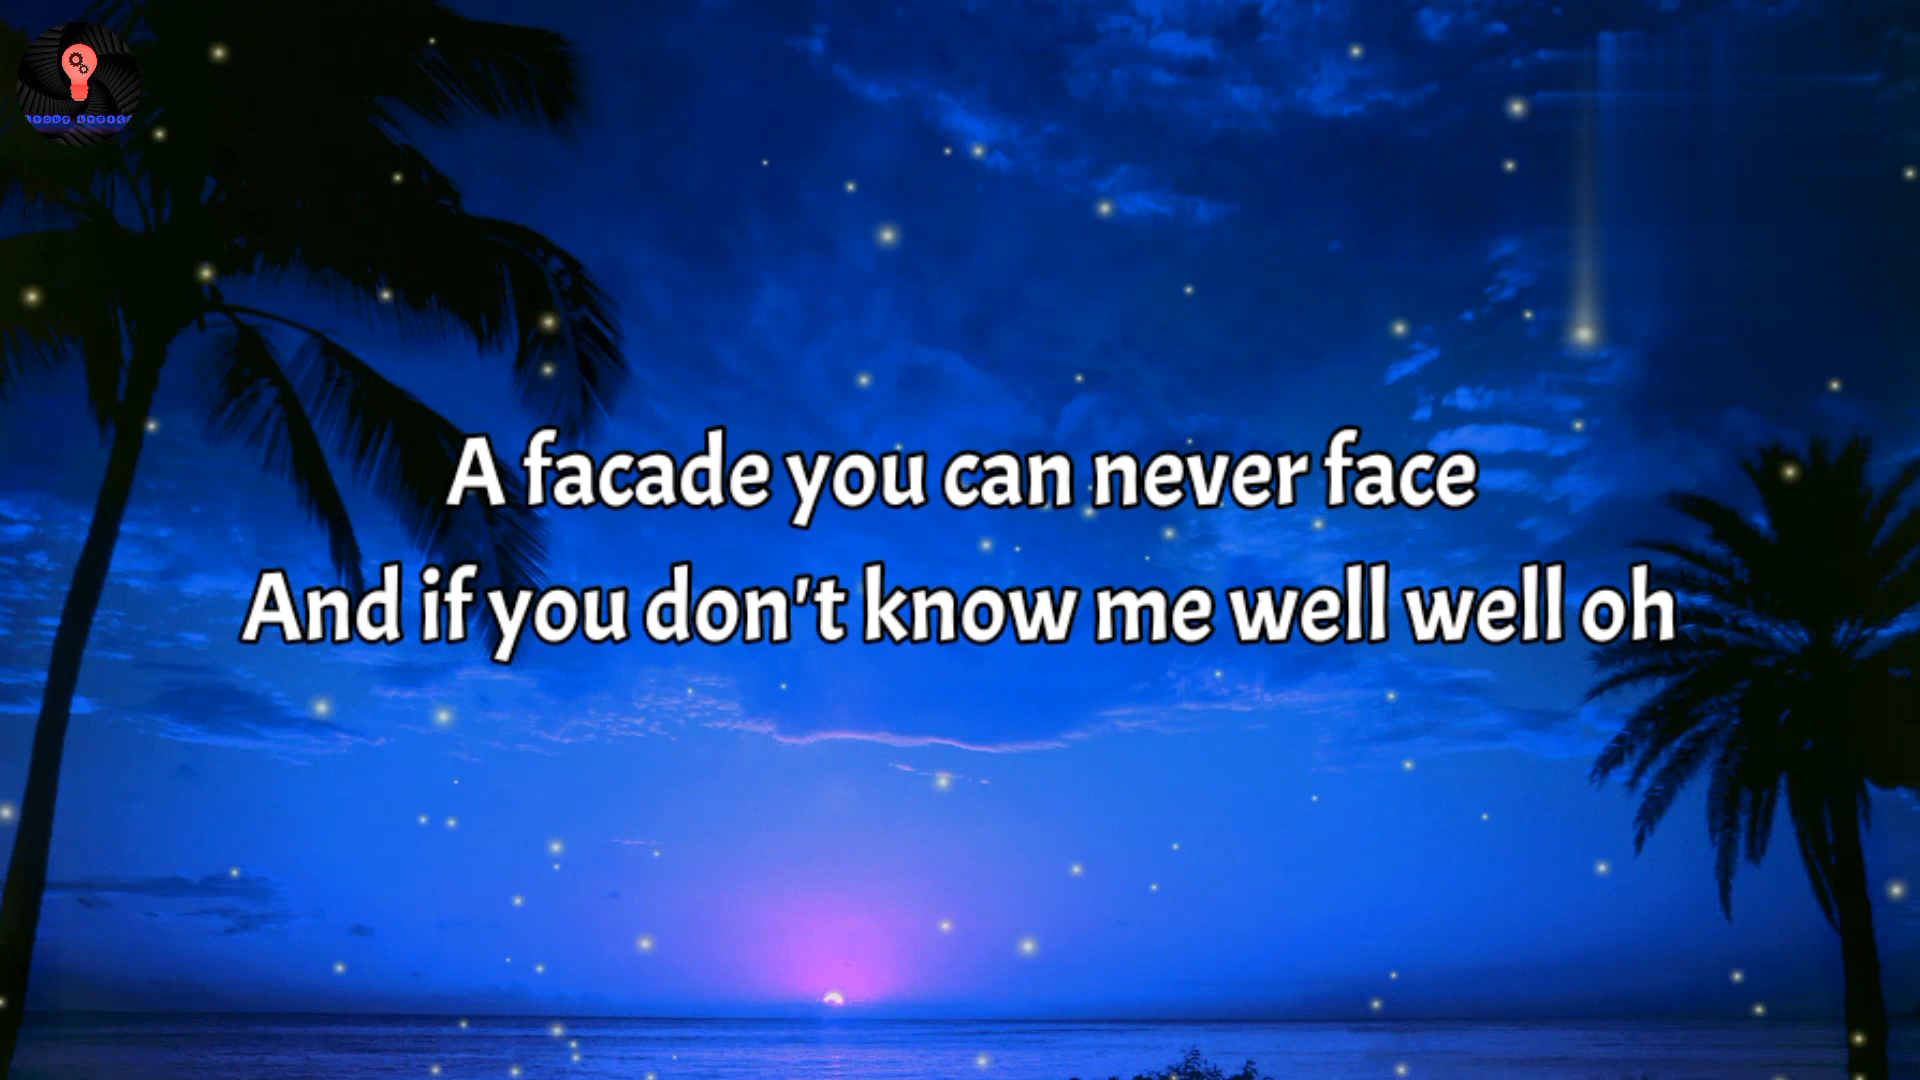 A facade you can never face
And if you don't know me well well oh